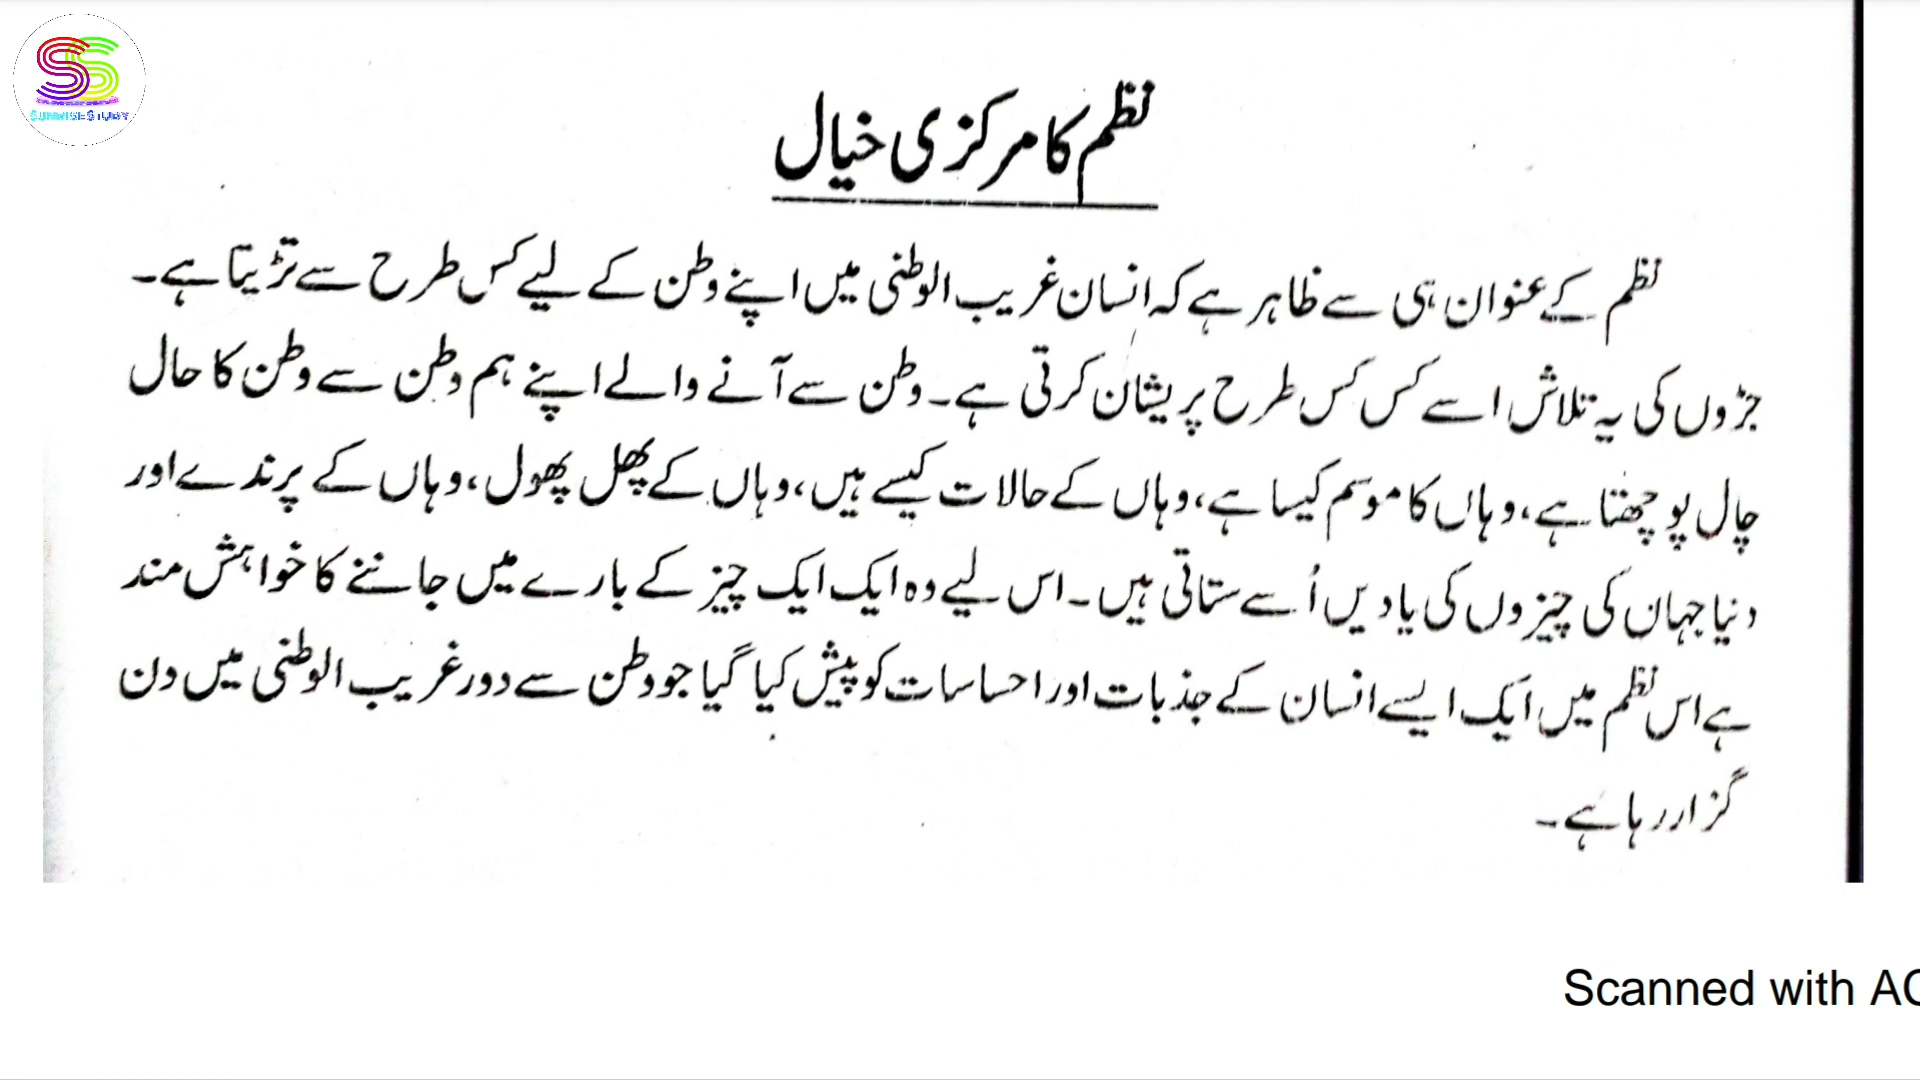 SUNRISESTUDY
نظم کا مرکزی خیال
نظم کے عنوان ہی سے ظاہر ہے کہ انسان غریب الوطنی میں اپنے وطن کے لیے کس طرح سے تڑپتا ہے۔
جڑوں کی یہ تلاش اسے کس کس طرح پریشان کرتی ہے۔ وطن سے آنے والے اپنے ہم وطن سے وطن کا حال
چال پوچھتا ہے، وہاں کا موسم کیسا ہے، وہاں کے حالات کیسے ہیں، وہاں کے پھل پھول، وہاں کے پرندے اور
دنیا جہان کی چیزوں کی یادیں اُسے ستاتی ہیں۔ اس لیے وہ ایک ایک چیز کے بارے میں جاننے کا خواہش مند
ہے اس نظم میں ایک ایسے انسان کے جذبات اور احساسات کو پیش کیا گیا جو وطن سے دور غریب الوطنی میں دن
گزار رہا ہے۔
Scanned with AC